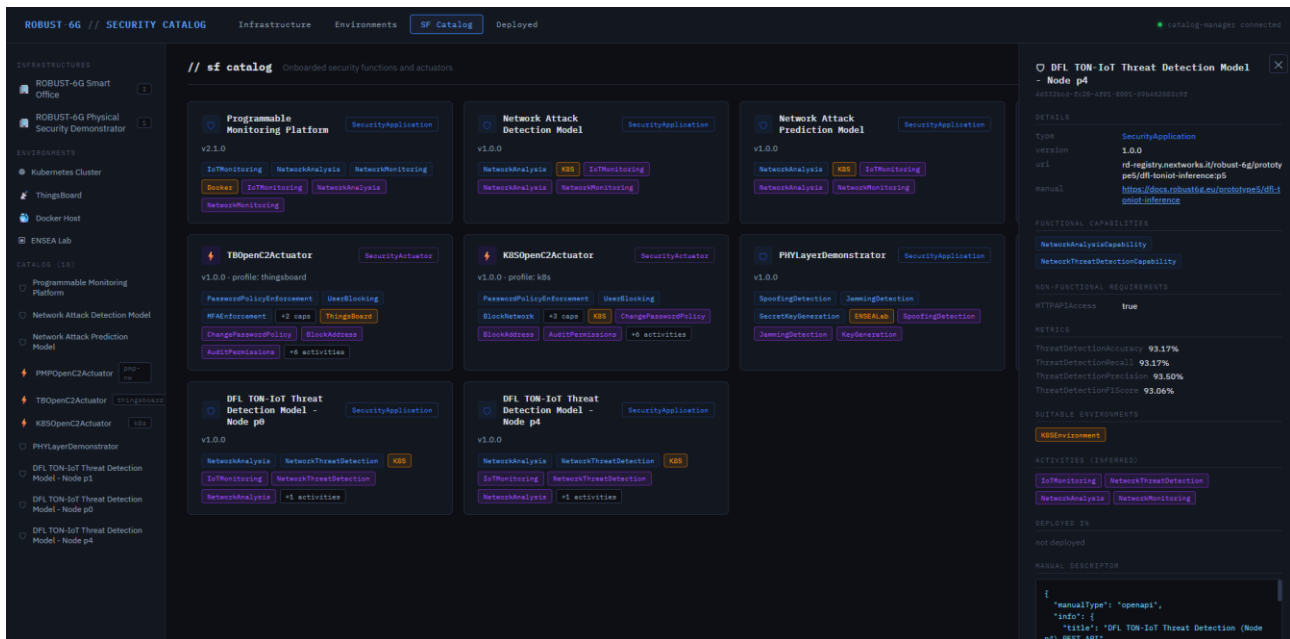 ROBUST-6G // SECURITY CATALOG
Infrastructure
Environments
SF Catalog
Deployed
catalog-manager connected
INFRASTRUCTURES
ROBUST-6G Smart
Office
ROBUST-6G Physical
Security Demonstrator
1
ENVIRONMENTS
Kubernetes Cluster
ThingsBoard
Docker Host
ENSEA Lab
CATALOG (10)
Programmable Monitoring
Platform
Network Attack Detection Model
Network Attack Prediction
Model
PMPOpenC2Actuator
pmp-
TBOpenC2Actuator
thingsboard
K8SOpenC2Actuator
k8s
PHYLayerDemonstrator
DFL TON-IoT Threat Detection
Model - Node p1
DFL TON-IoT Threat Detection
Model - Node p0
DFL TON-IoT Threat Detection
Model - Node p4
// sf catalog
Onboarded security functions and actuators
Programmable
Monitoring Platform
SecurityApplication
v2.1.0
IoTMonitoring
NetworkAnalysis
NetworkMonitoring
Docker
IoTMonitoring
NetworkAnalysis
NetworkMonitoring
Network Attack
Detection Model
SecurityApplication
v1.0.0
NetworkAnalysis
K8S
IoTMonitoring
NetworkAnalysis
NetworkMonitoring
Network Attack
Prediction Model
SecurityApplication
v1.0.0
NetworkAnalysis
K8S
IoTMonitoring
NetworkAnalysis
NetworkMonitoring
TBOpenC2Actuator
SecurityActuator
v1.0.0 · profile: thingsboard
PasswordPolicyEnforcement
UserBlocking
MFAEnforcement
+2 caps
ThingsBoard
ChangePasswordPolicy
BlockAddress
AuditPermissions
+6 activities
K8SOpenC2Actuator
SecurityActuator
v1.0.0 · profile: k8s
PasswordPolicyEnforcement
UserBlocking
BlockNetwork
+3 caps
K8S
ChangePasswordPolicy
BlockAddress
AuditPermissions
+6 activities
PHYLayerDemonstrator
SecurityApplication
v1.0.0
SpoofingDetection
JammingDetection
SecretKeyGeneration
ENSEALab
SpoofingDetection
JammingDetection
KeyGeneration
DFL TON-IoT Threat
Detection Model -
Node p0
SecurityApplication
v1.0.0
NetworkAnalysis
NetworkThreatDetection
K8S
IoTMonitoring
NetworkThreatDetection
NetworkAnalysis
+1 activities
DFL TON-IoT Threat
Detection Model -
Node p4
SecurityApplication
v1.0.0
NetworkAnalysis
NetworkThreatDetection
K8S
IoTMonitoring
NetworkThreatDetection
NetworkAnalysis
+1 activities
DFL TON-IoT Threat Detection Model
- Node p4
DETAILS
type SecurityApplication
version 1.0.0
uri rd-registry.nextworks.it/robust-6g/prototy
pe5/dfl-toniot-inference:p5
manual https://docs.robust6g.eu/prototype5/dfl-t
oniot-inference
FUNCTIONAL CAPABILITIES
NetworkAnalysisCapability
NetworkThreatDetectionCapability
NON-FUNCTIONAL REQUIREMENTS
HTTPAPIAccess true
METRICS
ThreatDetectionAccuracy 93.17%
ThreatDetectionRecall 93.17%
ThreatDetectionPrecision 93.50%
ThreatDetectionF1Score 93.06%
SUITABLE ENVIRONMENTS
K8SEnvironment
ACTIVITIES (INFERRED)
IoTMonitoring
NetworkThreatDetection
NetworkAnalysis
NetworkMonitoring
DEPLOYED IN
not deployed
MANUAL DESCRIPTOR
{
"manualType": "openapi",
"info": {
"title": "DFL TON-IoT Threat Detection (Node
p4) REST API"